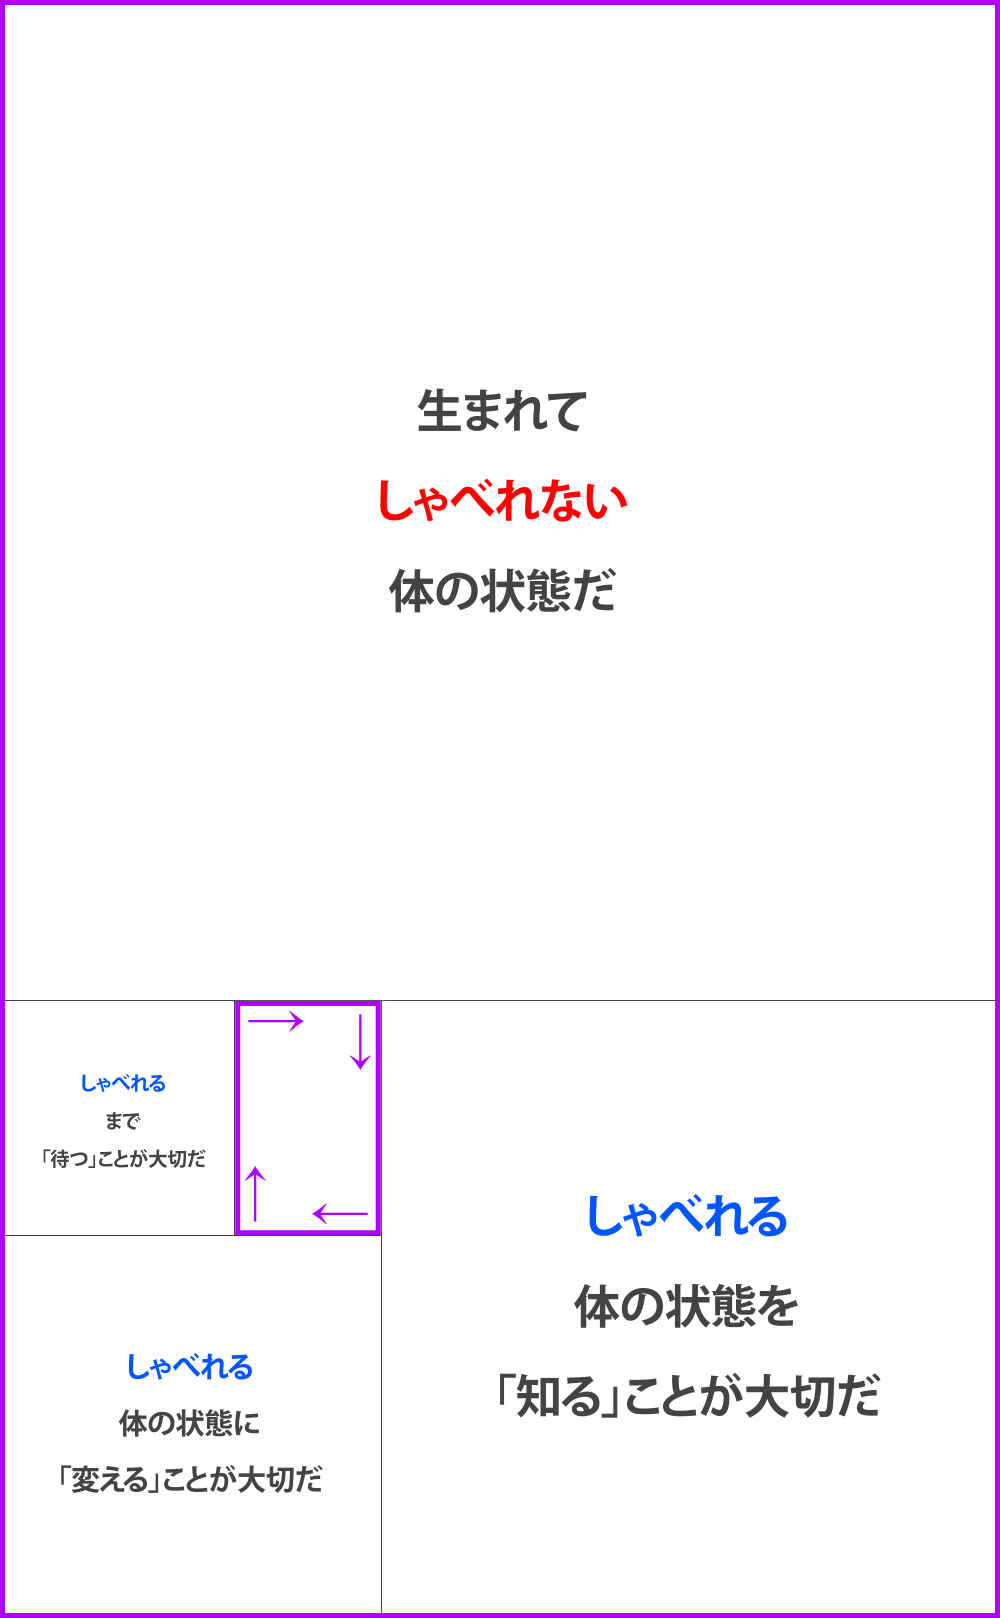 生まれて
しゃべれない
体の状態だ
しゃべれる
まで
「待つ」ことが大切だ
しゃべれる
体の状態に
「変える」ことが大切だ
しゃべれる
体の状態を
「知る」ことが大切だ